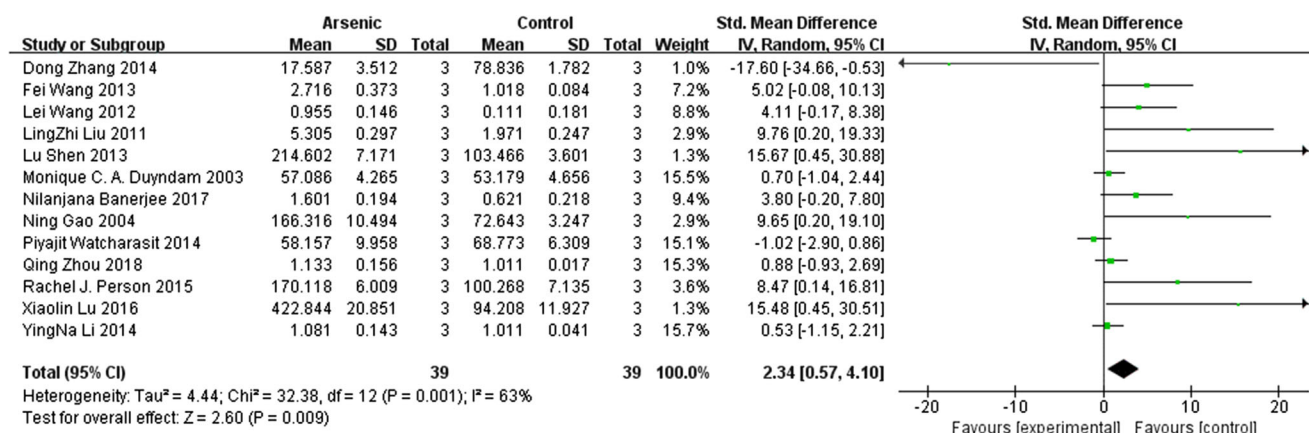 Arsenic Control Std. Mean Difference Std. Mean Difference
Study or Subgroup Mean SD Total Mean SD Total Weight IV, Random, 95% CI IV, Random, 95% CI
Dong Zhang 2014 17.587 3.512 3 78.836 1.782 3 1.0% -17.60 [-34.66, -0.53]
Fei Wang 2013 2.716 0.373 3 1.018 0.084 3 7.2% 5.02 [-0.08, 10.13]
Lei Wang 2012 0.955 0.146 3 0.111 0.181 3 8.8% 4.11 [-0.17, 8.38]
LingZhi Liu 2011 5.305 0.297 3 1.971 0.247 3 2.9% 9.76 [0.20, 19.33]
Lu Shen 2013 214.602 7.171 3 103.466 3.601 3 1.3% 15.67 [0.45, 30.88]
Monique C. A. Duyndam 2003 57.086 4.265 3 53.179 4.656 3 15.5% 0.70 [-1.04, 2.44]
Nilanjana Banerjee 2017 1.601 0.194 3 0.621 0.218 3 9.4% 3.80 [-0.20, 7.80]
Ning Gao 2004 166.316 10.494 3 72.643 3.247 3 2.9% 9.65 [0.20, 19.10]
Piyajit Watcharasit 2014 58.157 9.958 3 68.773 6.309 3 15.1% -1.02 [-2.90, 0.86]
Qing Zhou 2018 1.133 0.156 3 1.011 0.017 3 15.3% 0.88 [-0.93, 2.69]
Rachel J. Person 2015 170.118 6.009 3 100.268 7.135 3 3.6% 8.47 [0.14, 16.81]
Xiaolin Lu 2016 422.844 20.851 3 94.208 11.927 3 1.3% 15.48 [0.45, 30.51]
YingNa Li 2014 1.081 0.143 3 1.011 0.041 3 15.7% 0.53 [-1.15, 2.21]
Total (95% CI) 39 39 100.0% 2.34 [0.57, 4.10]
Heterogeneity: Tau² = 4.44; Chi² = 32.38, df = 12 (P = 0.001); I² = 63%
Test for overall effect: Z = 2.60 (P = 0.009)
-20 -10 0 10 20
Favours [experimental] Favours [control]